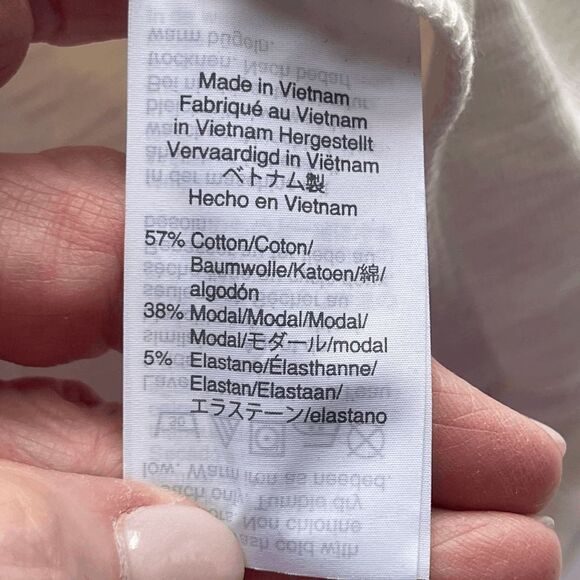 Made in Vietnam
Fabriqué au Vietnam
in Vietnam Hergestellt
Vervaardigd in Viëtnam
ベトナム製
Hecho en Vietnam
57% Cotton/Coton/
Baumwolle/Katoen/綿/
algodón
38% Modal/Modal/Modal/
Modal/モダール/modal
5% Elastane/Élasthanne/
Elastan/Elastaan/
エラステーン/elastano